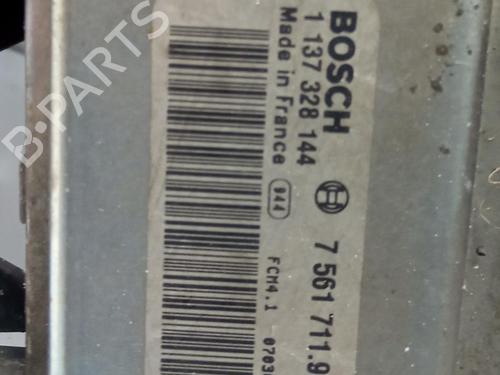 BOSCH
1 137 328 144
Made in France
944
7 561 711.9
FCM4.1
B-PARTS